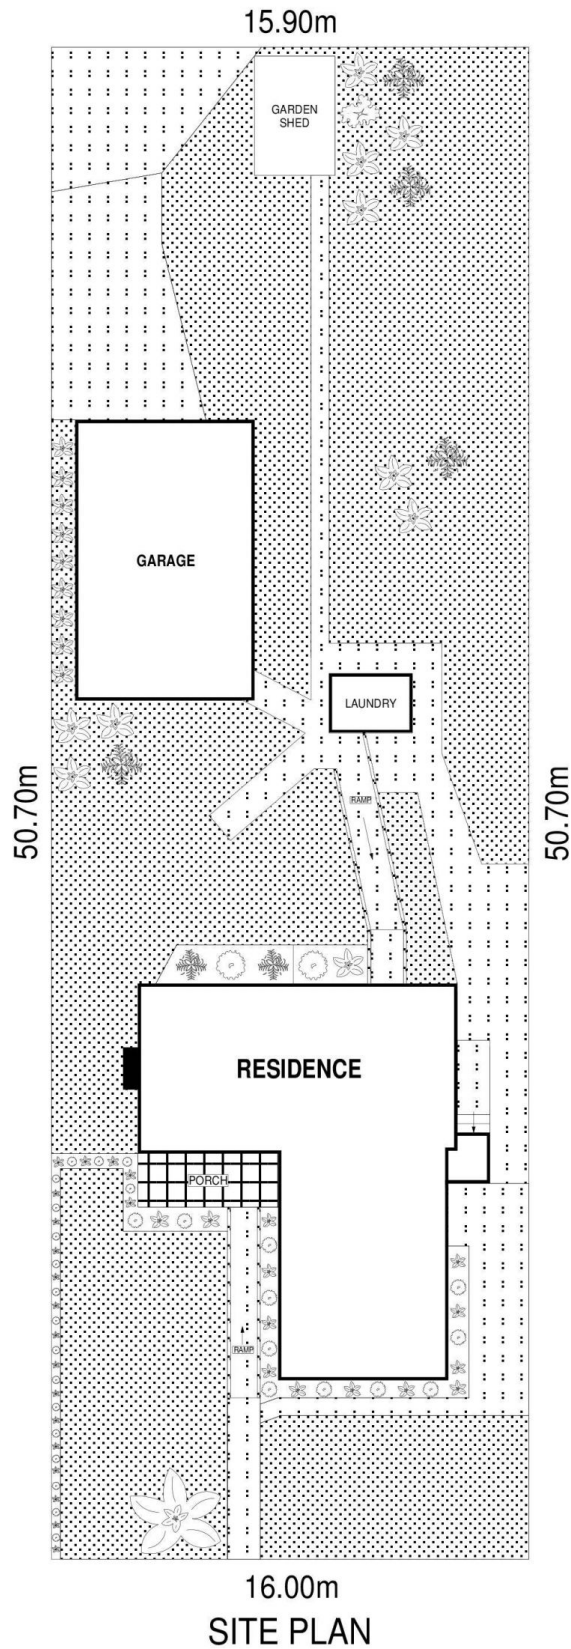 15.90m
GARDEN
SHED
GARAGE
LAUNDRY
50.70m
50.70m
RAMP
RESIDENCE
PORCH
RAMP
16.00m
SITE PLAN